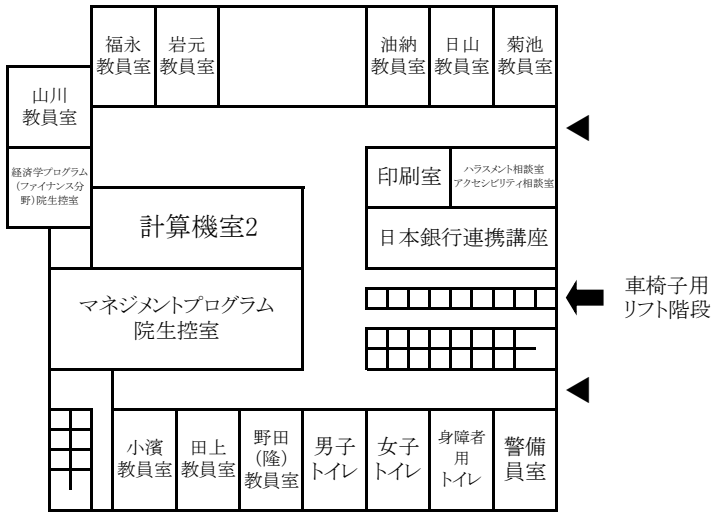 福永
教員室
岩元
教員室
油納
教員室
日山
教員室
菊池
教員室
山川
教員室
経済学プログラム
(ファイナンス分
野)院生控室
印刷室
ハラスメント相談室
アクセシビリティ相談室
計算機室2
日本銀行連携講座
マネジメントプログラム
院生控室
車椅子用
リフト階段
小濱
教員室
田上
教員室
野田
(隆)
教員室
男子
トイレ
女子
トイレ
身障者
用
トイレ
警備
員室